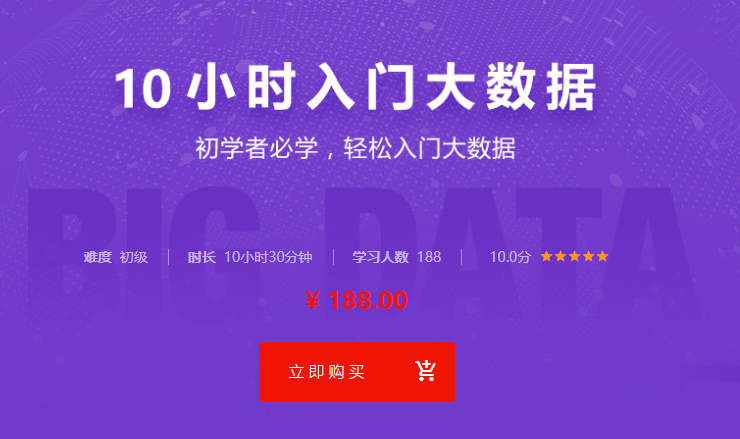 10 小时入门大数据
初学者必学，轻松入门大数据
BIG DATA
难度 初级 时长 10小时30分钟 学习人数 188 10.0分
¥ 188.00
立即购买